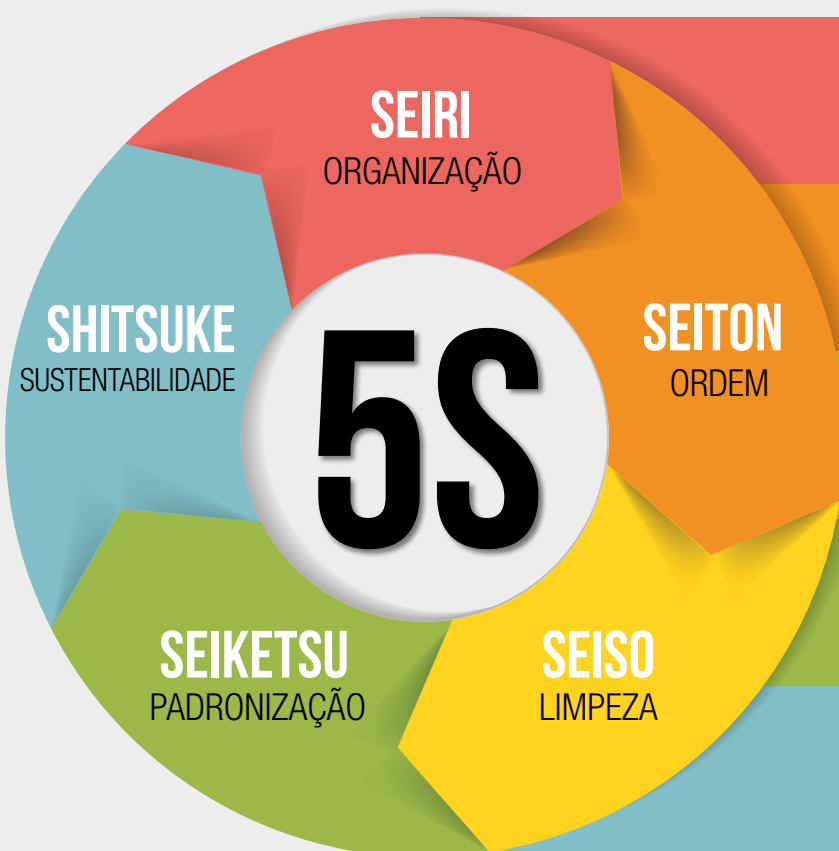 SEIRI
ORGANIZAÇÃO
SEITON
ORDEM
SEISO
LIMPEZA
SEIKETSU
PADRONIZAÇÃO
SHITSUKE
SUSTENTABILIDADE
5S